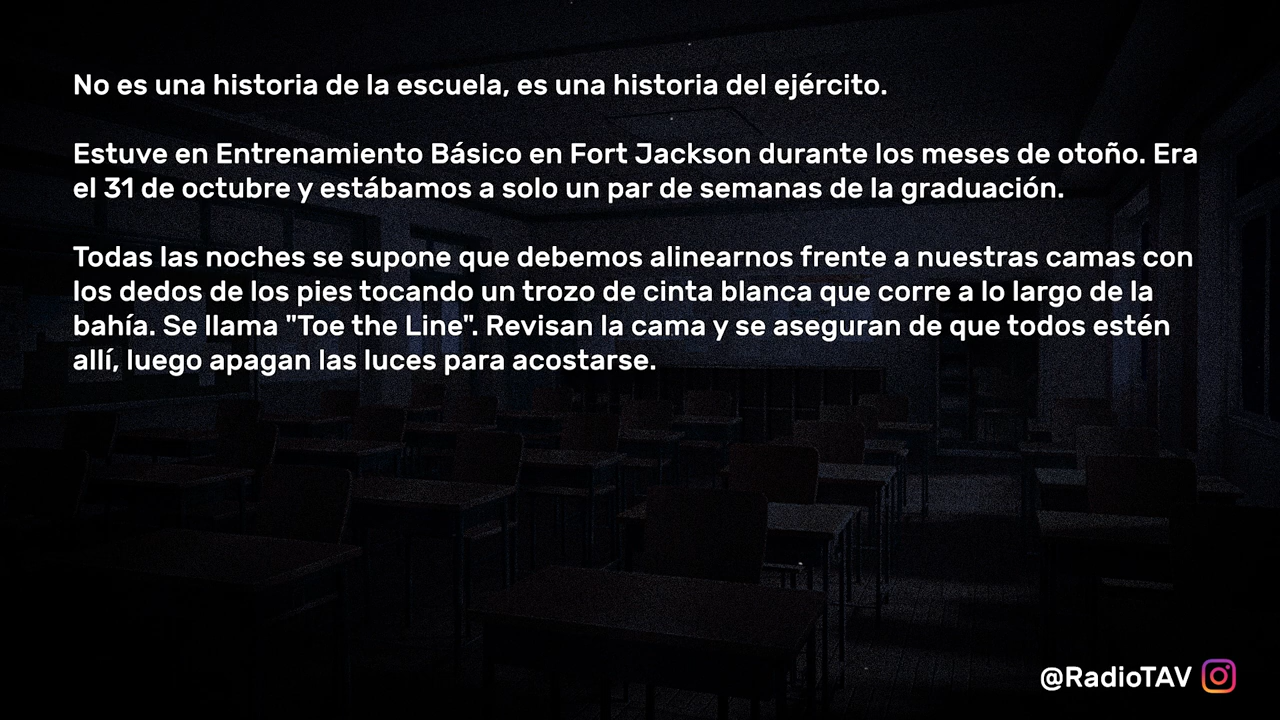 No es una historia de la escuela, es una historia del ejército.
Estuve en Entrenamiento Básico en Fort Jackson durante los meses de otoño. Era
el 31 de octubre y estábamos a solo un par de semanas de la graduación.
Todas las noches se supone que debemos alinearnos frente a nuestras camas con
los dedos de los pies tocando un trozo de cinta blanca que corre a lo largo de la
bahía. Se llama "Toe the Line". Revisan la cama y se aseguran de que todos estén
allí, luego apagan las luces para acostarse.
@RadioTAV